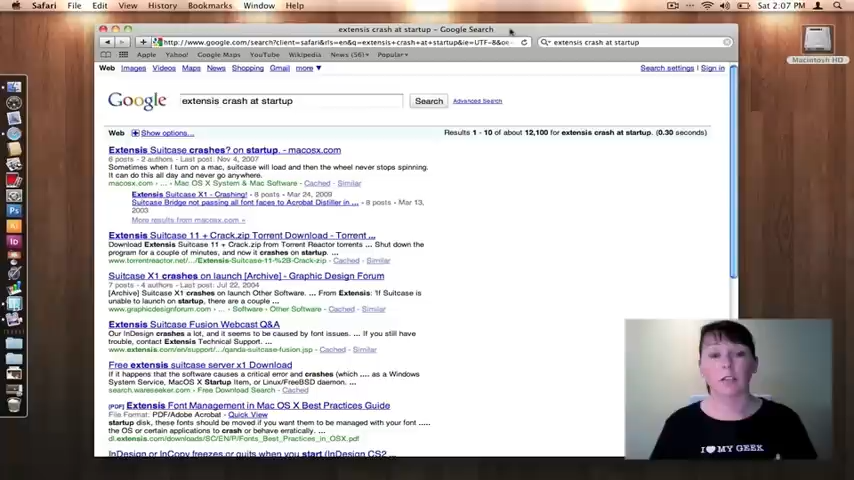 Safari File Edit View History Bookmarks Window Help
Sat 2:07 PM
extensis crash at startup – Google Search
http://www.google.com/search?client=safari&rls=en&q=extensis+crash+at+startup&ie=UTF-8&oe
extensis crash at startup
Apple Yahoo! Google Maps YouTube Wikipedia News (56) Popular
Web Images Videos Maps News Shopping Gmail more ▼
Search settings | Sign in
Google
extensis crash at startup
Search
Advanced Search
Web Show options...
Results 1 - 10 of about 12,100 for extensis crash at startup. (0.30 seconds)
Extensis Suitcase crashes? on startup. - macosx.com
6 posts - 2 authors - Last post: Nov 4, 2007
Sometimes when I turn on a mac, suitcase will load and then the wheel never stops spinning.
It can do this all day and never go anywhere.
macosx.com › ... › Mac OS X System & Mac Software - Cached - Similar
Extensis Suitcase X1 - Crashing! - 8 posts - Mar 24, 2009
Suitcase Bridge not passing all font faces to Acrobat Distiller in ... - 8 posts - Mar 13,
2003
More results from macosx.com »
Extensis Suitcase 11 + Crack.zip Torrent Download - Torrent ...
Download Extensis Suitcase 11 + Crack.zip from Torrent Reactor torrents ... Shut down the
program for a couple of minutes, and now it crashes on startup.
www.torrentreactor.net/.../Extensis-Suitcase-11-%2B-Crack-zip - Cached - Similar
Suitcase X1 crashes on launch [Archive] - Graphic Design Forum
7 posts - 4 authors - Last post: Jul 22, 2004
[Archive] Suitcase X1 crashes on launch Other Software. ... From Extensis: 'If Suitcase is
unable to launch on startup, there are a couple ...
www.graphicdesignforum.com › ... › Software › Other Software - Cached - Similar
Extensis Suitcase Fusion Webcast Q&A
Our InDesign crashes a lot, and it seems to be caused by font issues. ... If you still have
trouble, contact Extensis Technical Support. ...
www.extensis.com/en/support/...qanda-suitcase-fusion.jsp - Cached - Similar
Free extensis suitcase server x1 Download
If it happens that the software causes a critical error and crashes (which .... as a Windows
System Service, MacOS X Startup Item, or Linux/FreeBSD daemon. ...
search.wareseeker.com › Free Download Search - Cached
[PDF] Extensis Font Management in Mac OS X Best Practices Guide
File Format: PDF/Adobe Acrobat - Quick View
startup disk, these fonts should be moved if you want them to be managed with your font .....
the OS or certain applications to crash or behave erratically. ...
dl.extensis.com/downloads/SC/EN/P/Fonts_Best_Practices_in_OSX.pdf
InDesign or InCopy freezes or quits when you start (InDesign CS2 ...
Macintosh HD
I ♥ MY GEEK